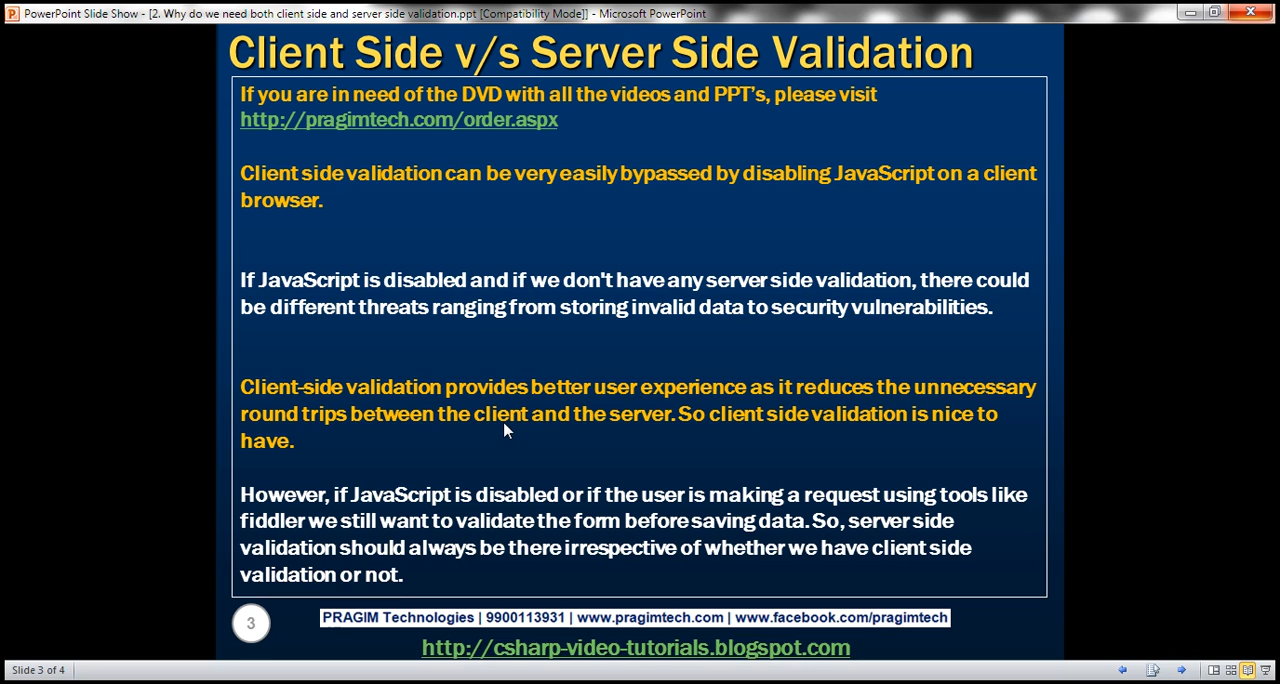 PowerPoint Slide Show - [2. Why do we need both client side and server side validation.ppt [Compatibility Mode]] - Microsoft PowerPoint
Client Side v/s Server Side Validation
If you are in need of the DVD with all the videos and PPT's, please visit
http://pragimtech.com/order.aspx
Client side validation can be very easily bypassed by disabling JavaScript on a client
browser.
If JavaScript is disabled and if we don't have any server side validation, there could
be different threats ranging from storing invalid data to security vulnerabilities.
Client-side validation provides better user experience as it reduces the unnecessary
round trips between the client and the server. So client side validation is nice to
have.
However, if JavaScript is disabled or if the user is making a request using tools like
fiddler we still want to validate the form before saving data. So, server side
validation should always be there irrespective of whether we have client side
validation or not.
3
PRAGIM Technologies | 9900113931 | www.pragimtech.com | www.facebook.com/pragimtech
http://csharp-video-tutorials.blogspot.com
Slide 3 of 4